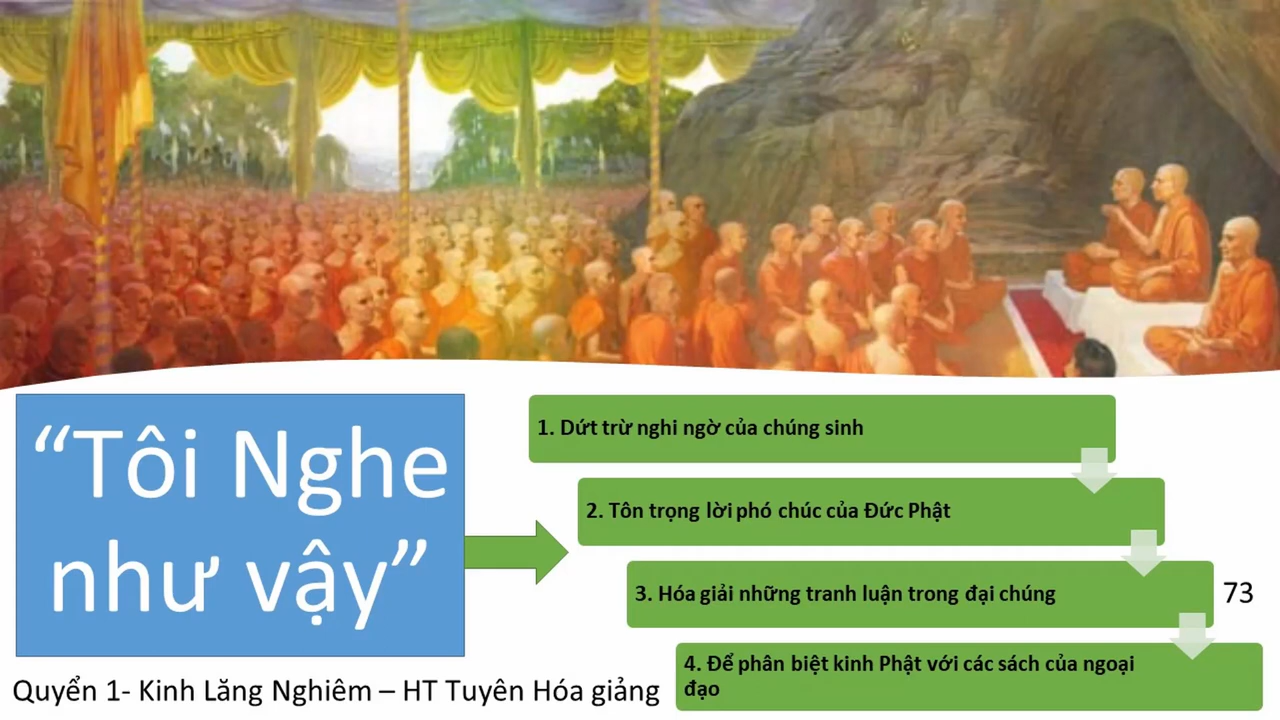 “Tôi Nghe
như vậy”
1. Dứt trừ nghi ngờ của chúng sinh
2. Tôn trọng lời phó chúc của Đức Phật
3. Hóa giải những tranh luận trong đại chúng
73
4. Để phân biệt kinh Phật với các sách của ngoại
đạo
Quyển 1- Kinh Lăng Nghiêm – HT Tuyên Hóa giảng